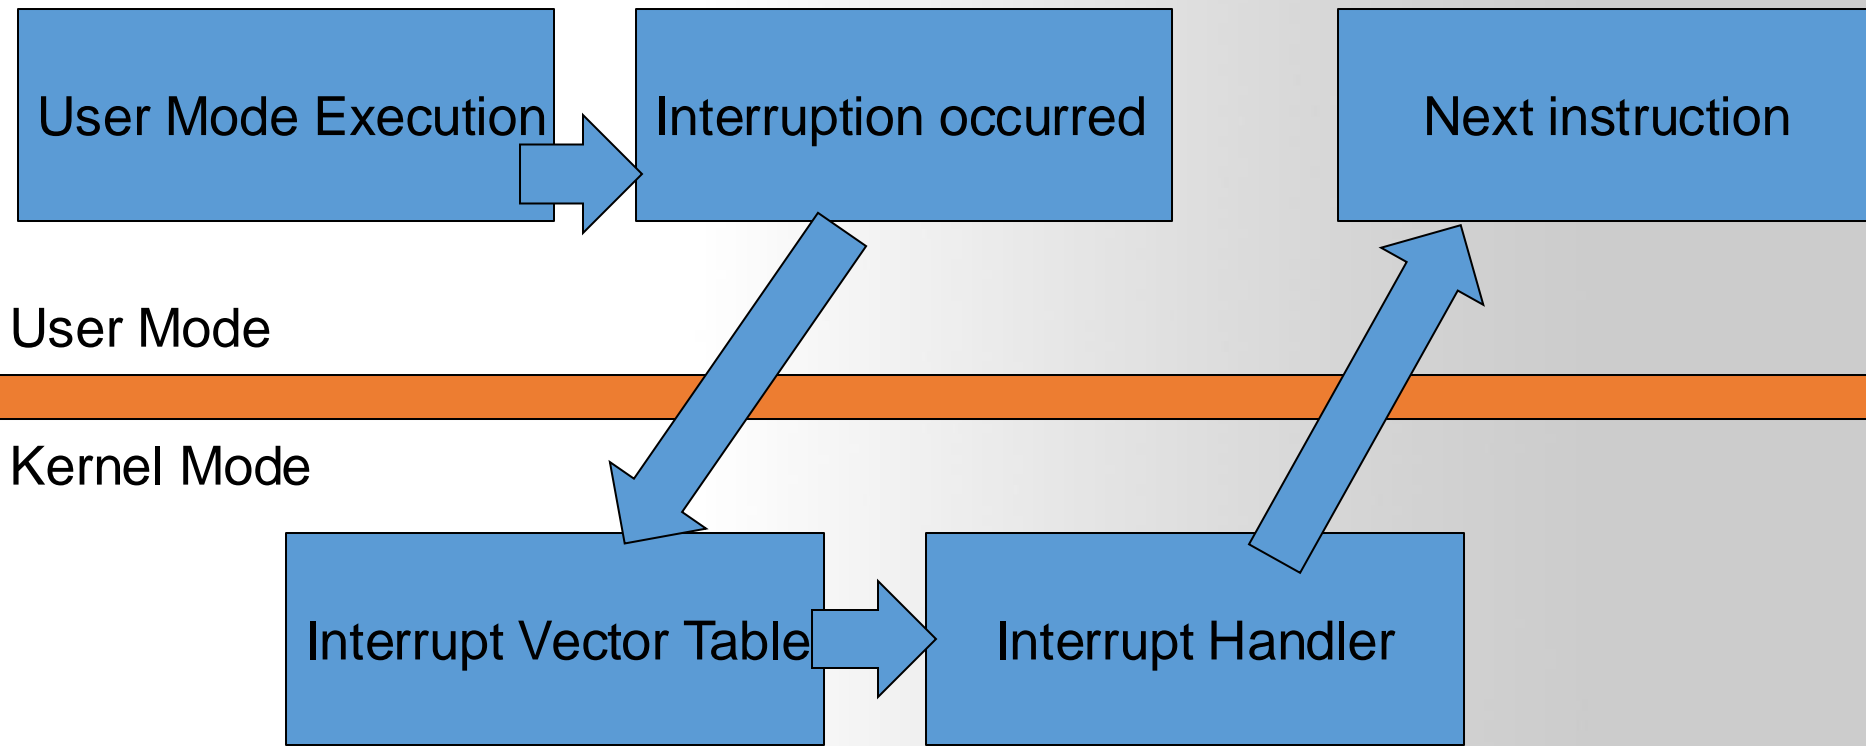 User Mode Execution
Interruption occurred
Next instruction
User Mode
Kernel Mode
Interrupt Vector Table
Interrupt Handler